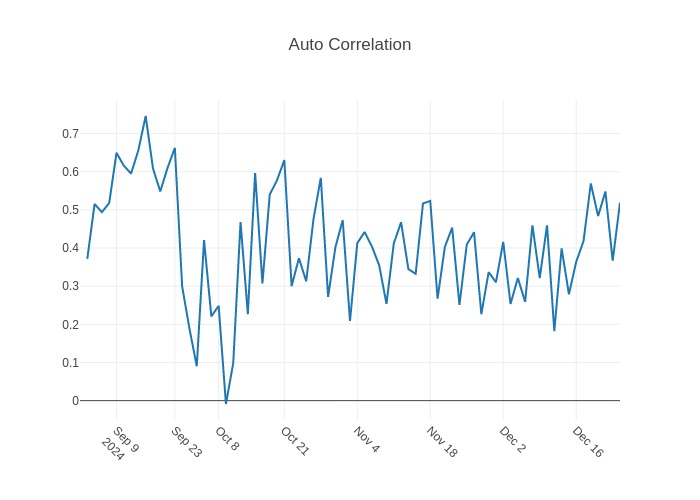 Auto Correlation
0.7
0.6
0.5
0.4
0.3
0.2
0.1
0
Sep 9
2024
Sep 23
Oct 8
Oct 21
Nov 4
Nov 18
Dec 2
Dec 16